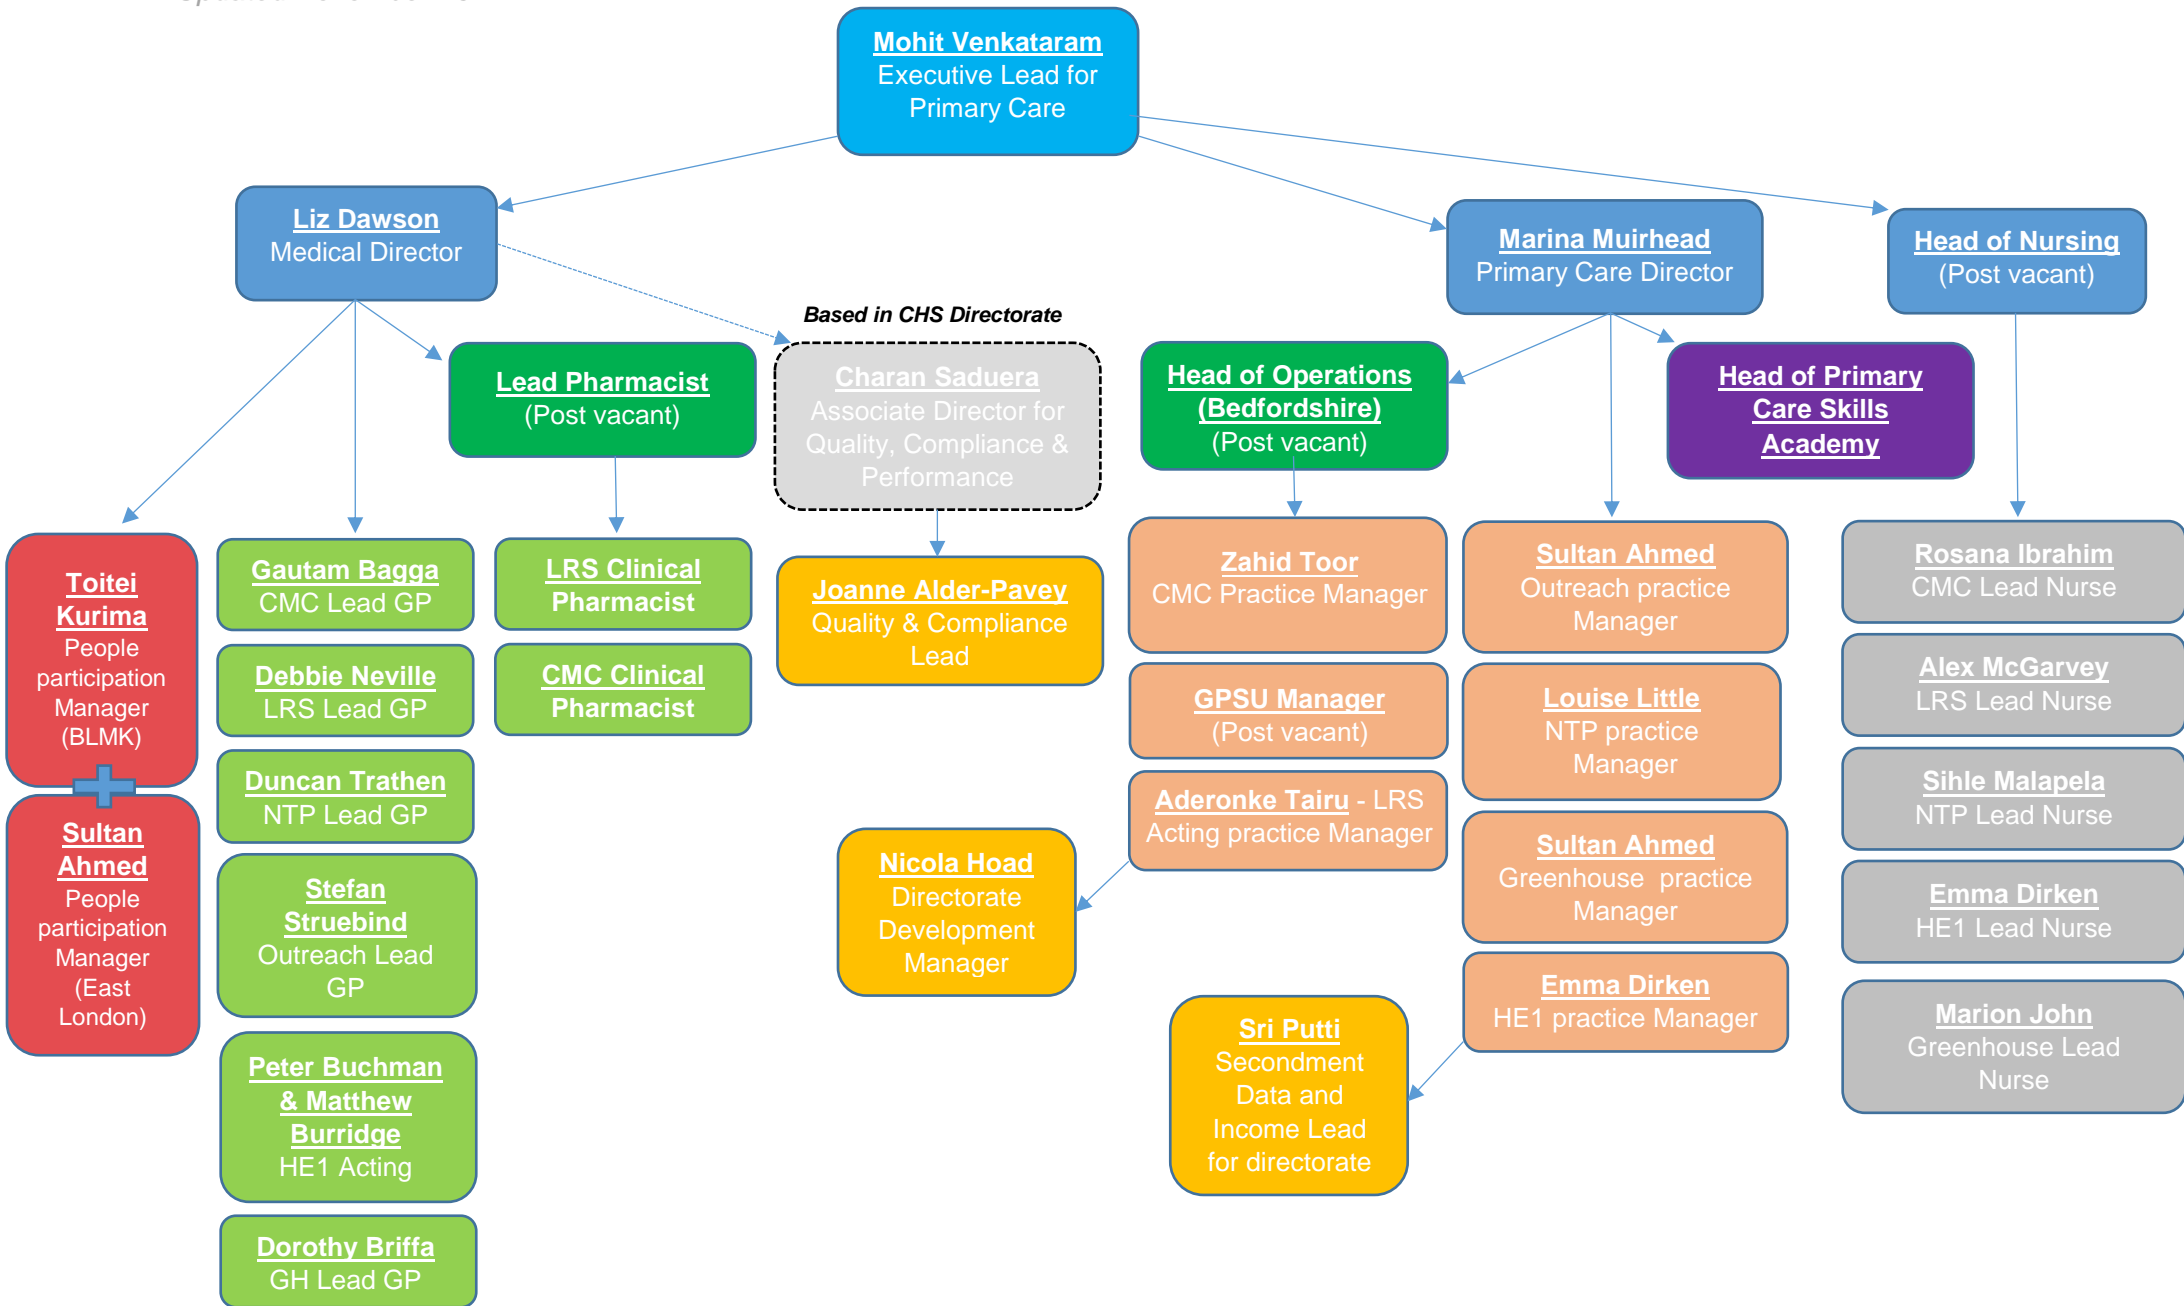 Mohit Venkataram
Executive Lead for
Primary Care
Liz Dawson
Medical Director
Marina Muirhead
Primary Care Director
Head of Nursing
(Post vacant)
Based in CHS Directorate
Lead Pharmacist
(Post vacant)
Charan Saduera
Associate Director for
Quality, Compliance &
Performance
Head of Operations
(Bedfordshire)
(Post vacant)
Head of Primary
Care Skills
Academy
Toitei
Kurima
People
participation
Manager
(BLMK)
Sultan
Ahmed
People
participation
Manager
(East
London)
Gautam Bagga
CMC Lead GP
Debbie Neville
LRS Lead GP
Duncan Trathen
NTP Lead GP
Stefan
Struebind
Outreach Lead
GP
Peter Buchman
& Matthew
Burridge
HE1 Acting
Dorothy Briffa
GH Lead GP
LRS Clinical
Pharmacist
CMC Clinical
Pharmacist
Joanne Alder-Pavey
Quality & Compliance
Lead
Nicola Hoad
Directorate
Development
Manager
Zahid Toor
CMC Practice Manager
GPSU Manager
(Post vacant)
Aderonke Tairu - LRS
Acting practice Manager
Sri Putti
Secondment
Data and
Income Lead
for directorate
Sultan Ahmed
Outreach practice
Manager
Louise Little
NTP practice
Manager
Sultan Ahmed
Greenhouse practice
Manager
Emma Dirken
HE1 practice Manager
Rosana Ibrahim
CMC Lead Nurse
Alex McGarvey
LRS Lead Nurse
Sihle Malapela
NTP Lead Nurse
Emma Dirken
HE1 Lead Nurse
Marion John
Greenhouse Lead
Nurse